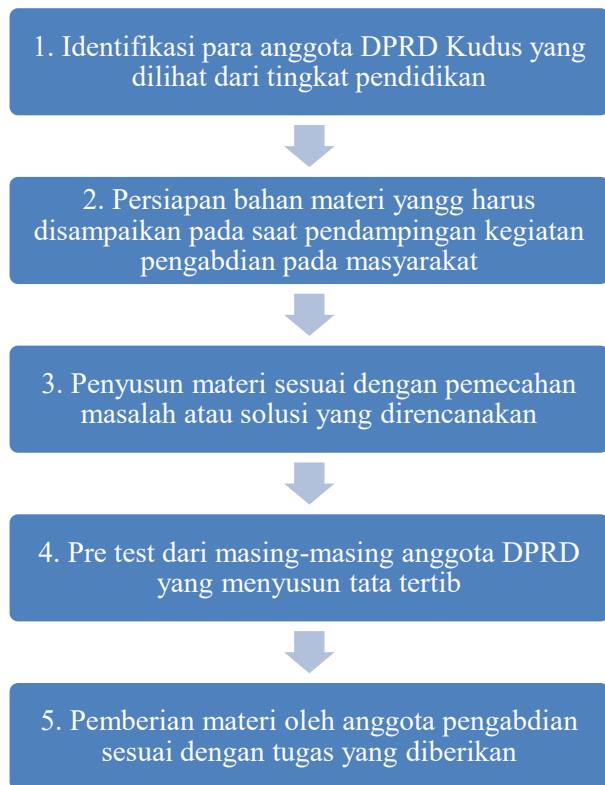 1. Identifikasi para anggota DPRD Kudus yang
dilihat dari tingkat pendidikan
2. Persiapan bahan materi yangg harus
disampaikan pada saat pendampingan kegiatan
pengabdian pada masyarakat
3. Penyusun materi sesuai dengan pemecahan
masalah atau solusi yang direncanakan
4. Pre test dari masing-masing anggota DPRD
yang menyusun tata tertib
5. Pemberian materi oleh anggota pengabdian
sesuai dengan tugas yang diberikan